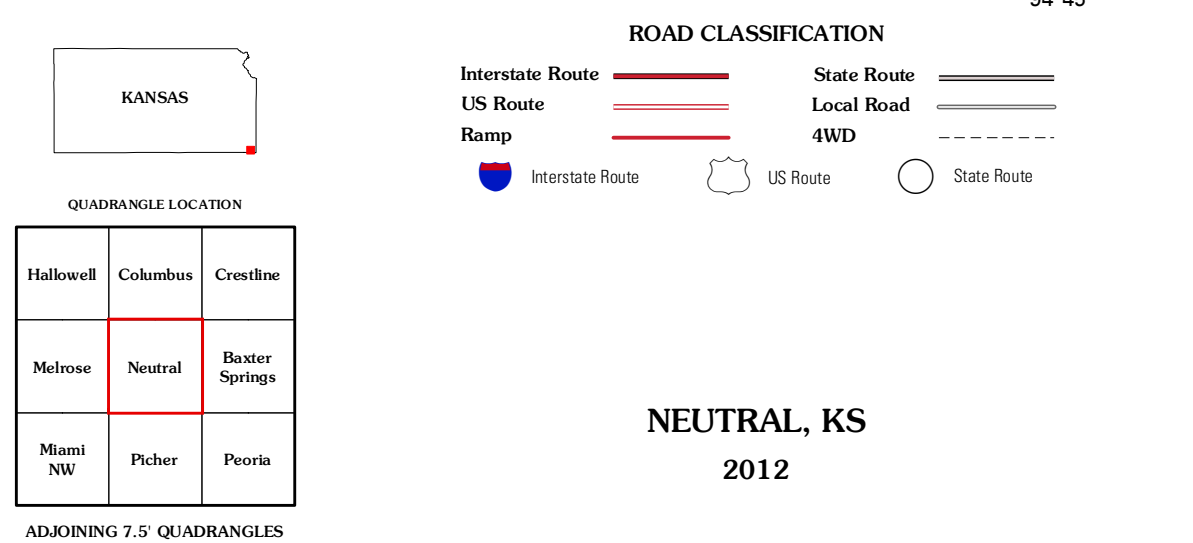 ROAD CLASSIFICATION
Interstate Route
State Route
US Route
Local Road
Ramp
4WD
Interstate Route
US Route
State Route
KANSAS
QUADRANGLE LOCATION
Hallowell
Columbus
Crestline
Melrose
Neutral
Baxter
Springs
Miami
NW
Picher
Peoria
ADJOINING 7.5' QUADRANGLES
NEUTRAL, KS
2012